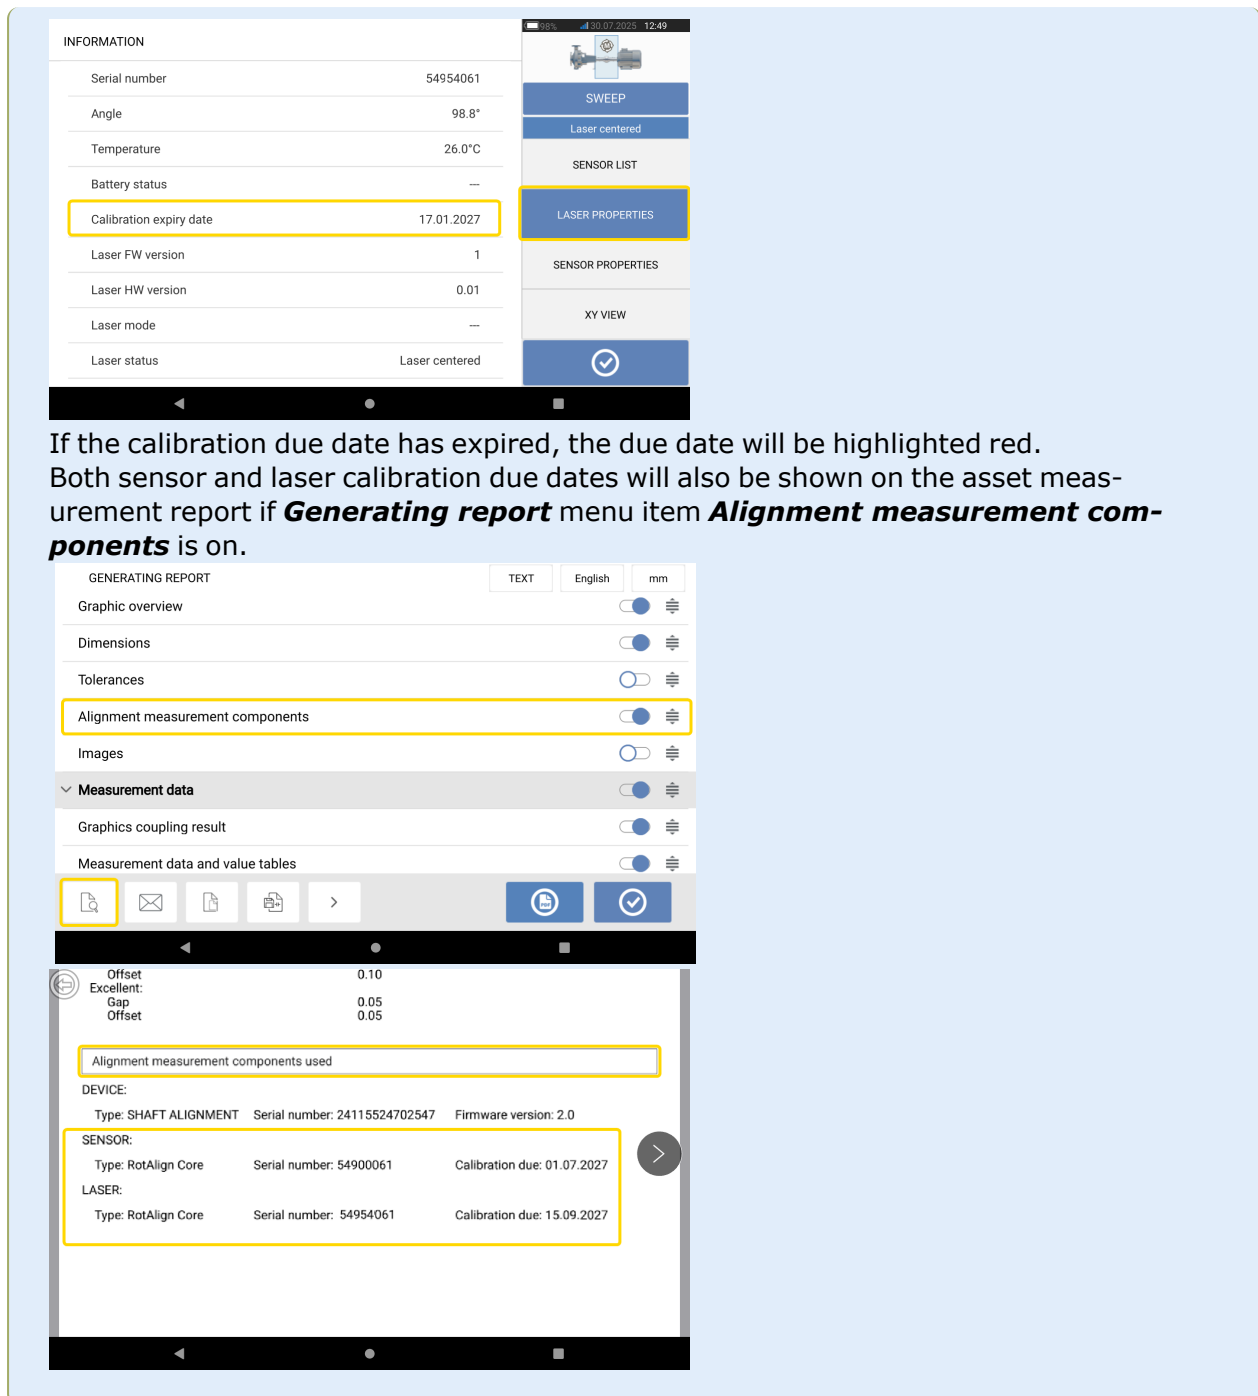 98% 30.07.2025 12:49
INFORMATION
Serial number 54954061
Angle 98.8°
Temperature 26.0°C
Battery status ---
Calibration expiry date 17.01.2027
Laser FW version 1
Laser HW version 0.01
Laser mode ---
Laser status Laser centered
SWEEP
Laser centered
SENSOR LIST
LASER PROPERTIES
SENSOR PROPERTIES
XY VIEW
If the calibration due date has expired, the due date will be highlighted red.
Both sensor and laser calibration due dates will also be shown on the asset meas-
urement report if Generating report menu item Alignment measurement com-
ponents is on.
GENERATING REPORT TEXT English mm
Graphic overview
Dimensions
Tolerances
Alignment measurement components
Images
Measurement data
Graphics coupling result
Measurement data and value tables
PDF
Offset 0.10
Excellent:
Gap 0.05
Offset 0.05
Alignment measurement components used
DEVICE:
Type: SHAFT ALIGNMENT Serial number: 24115524702547 Firmware version: 2.0
SENSOR:
Type: RotAlign Core Serial number: 54900061 Calibration due: 01.07.2027
LASER:
Type: RotAlign Core Serial number: 54954061 Calibration due: 15.09.2027